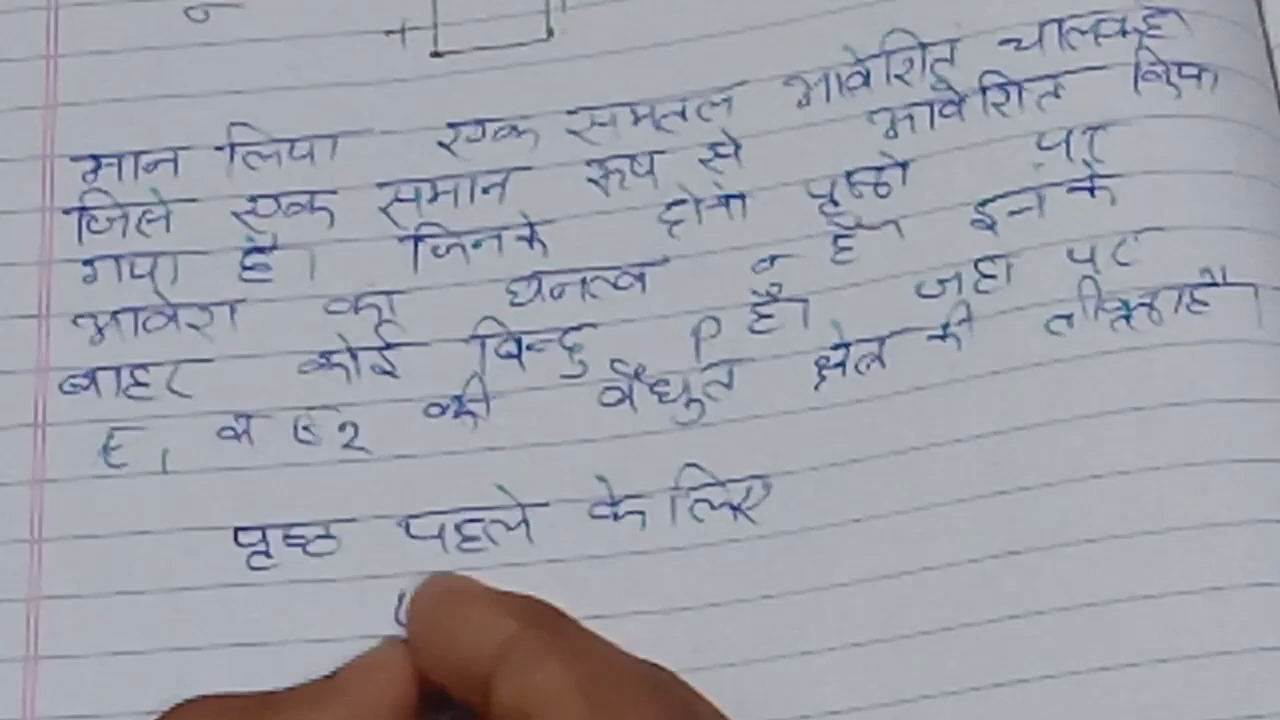 मान लिया एक समतल आवेशित चालक है
जिसे एक समान रूप से आवेशित किया
गया है। जिनके दोनों पृष्ठो पर
आवेश का घनत्व σ है। इनके
बाहर कोई बिन्दु P है। जहा पर
E1 व E2 की वैधुत क्षेत्र की तीव्रता है।
पृष्ठ पहले के लिए